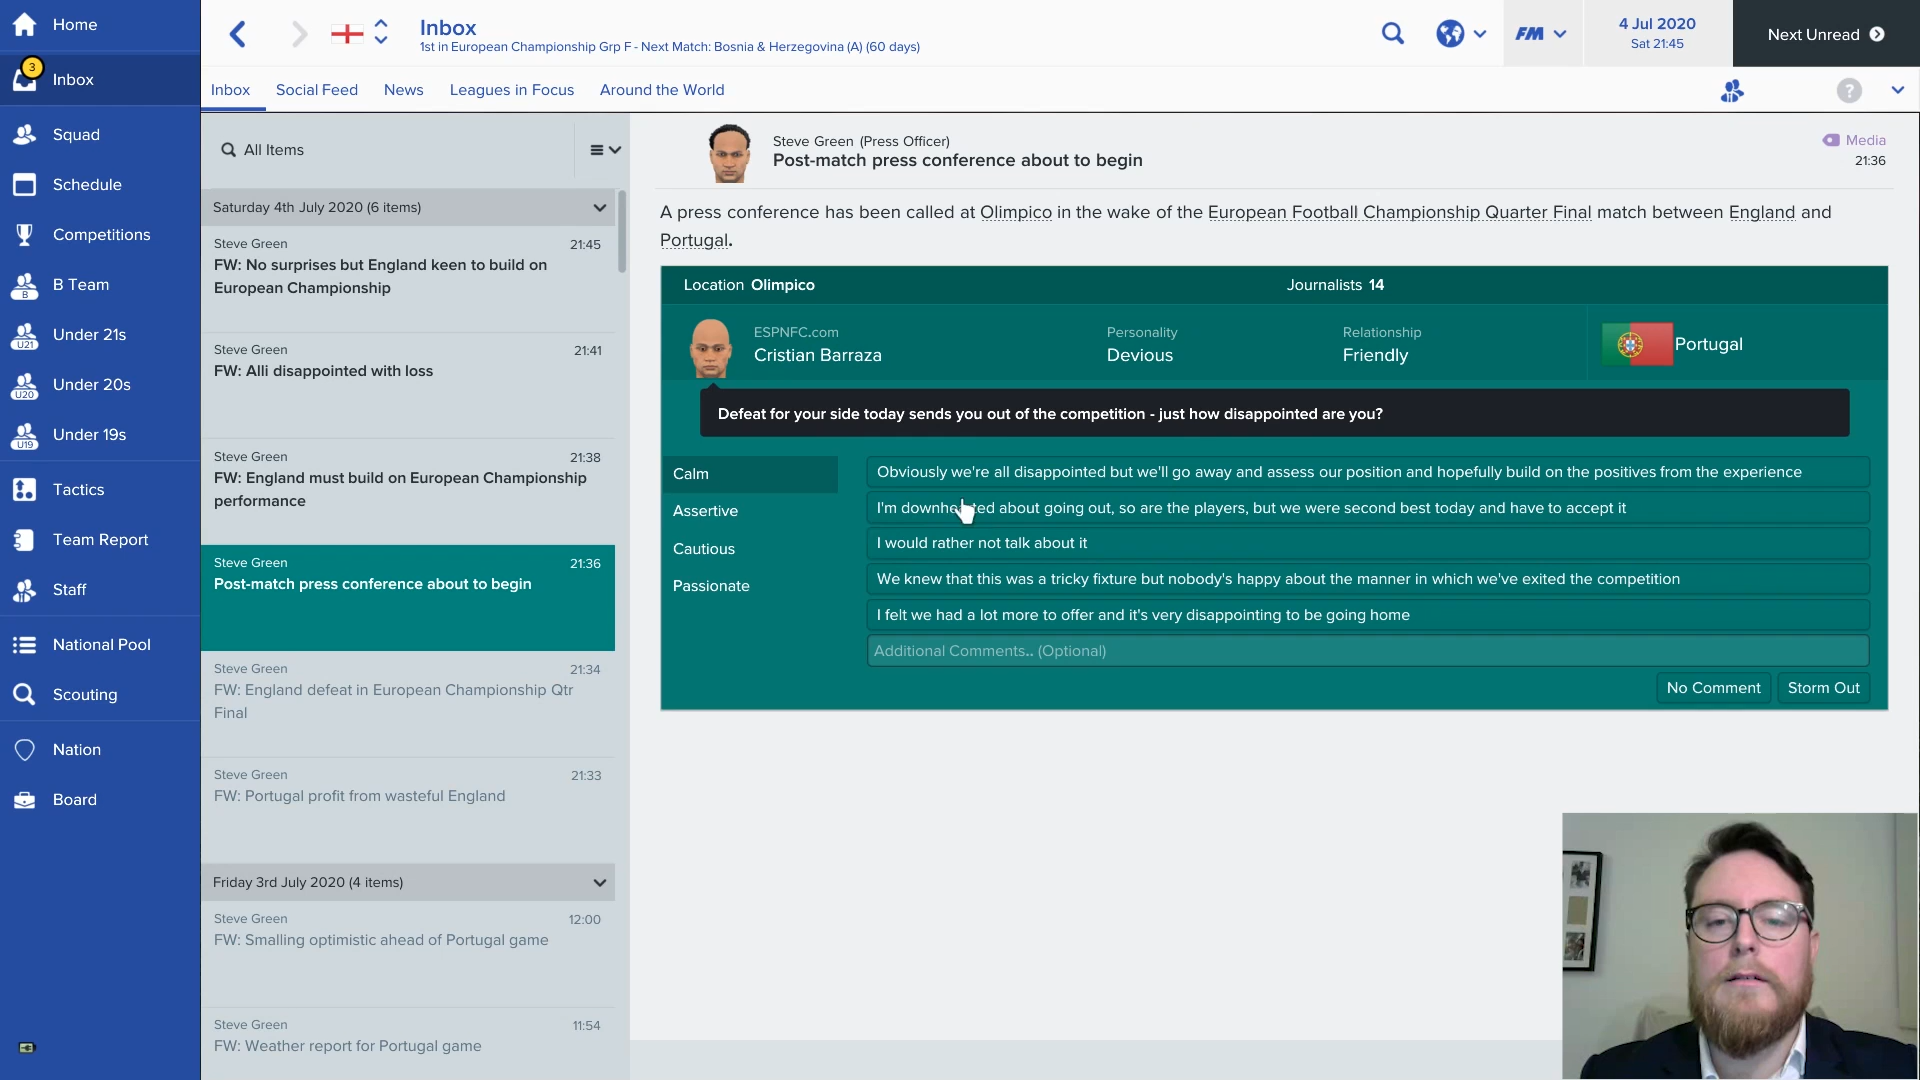 Home
3
Inbox
Squad
Schedule
Competitions
B
B Team
U21
Under 21s
U20
Under 20s
U19
Under 19s
Tactics
Team Report
Staff
National Pool
Scouting
Nation
Board
Inbox
1st in European Championship Grp F - Next Match: Bosnia & Herzegovina (A) (60 days)
FM
4 Jul 2020
Sat 21:45
Next Unread
Inbox
Social Feed
News
Leagues in Focus
Around the World
?
All Items
Saturday 4th July 2020 (6 items)
Steve Green 21:45
FW: No surprises but England keen to build on
European Championship
Steve Green 21:41
FW: Alli disappointed with loss
Steve Green 21:38
FW: England must build on European Championship
performance
Steve Green 21:36
Post-match press conference about to begin
Steve Green 21:34
FW: England defeat in European Championship Qtr
Final
Steve Green 21:33
FW: Portugal profit from wasteful England
Friday 3rd July 2020 (4 items)
Steve Green 12:00
FW: Smalling optimistic ahead of Portugal game
Steve Green 11:54
FW: Weather report for Portugal game
Steve Green (Press Officer)
Post-match press conference about to begin
Media
21:36
A press conference has been called at Olimpico in the wake of the European Football Championship Quarter Final match between England and
Portugal.
Location Olimpico
Journalists 14
ESPNFC.com
Cristian Barraza
Personality
Devious
Relationship
Friendly
Portugal
Defeat for your side today sends you out of the competition - just how disappointed are you?
Calm
Assertive
Cautious
Passionate
Obviously we're all disappointed but we'll go away and assess our position and hopefully build on the positives from the experience
I'm downhearted about going out, so are the players, but we were second best today and have to accept it
I would rather not talk about it
We knew that this was a tricky fixture but nobody's happy about the manner in which we've exited the competition
I felt we had a lot more to offer and it's very disappointing to be going home
Additional Comments.. (Optional)
No Comment
Storm Out